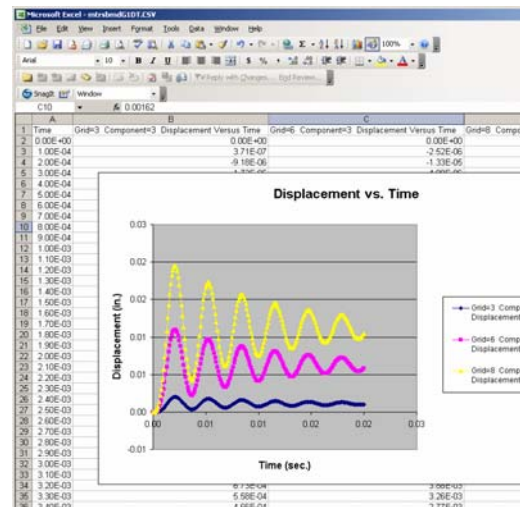 Microsoft Excel - mtrsbmdG1DT.CSV
File Edit View Insert Format Tools Data Window Help
100%
Arial 10 B I U
Reply with Changes... End Review...
SnagIt Window
C10 fx 0.00162
A B C
1 Time Grid=3 Component=3 Displacement Versus Time Grid=6 Component=3 Displacement Versus Time Grid=8 Comp
2 0.00E+00 0.00E+00 0.00E+00
3 1.00E-04 3.71E-07 -2.52E-06
4 2.00E-04 -9.18E-06 -1.33E-05
5 3.00E-04
6 4.00E-04
7 5.00E-04
8 6.00E-04
9 7.00E-04
10 8.00E-04
11 9.00E-04
12 1.00E-03
13 1.10E-03
14 1.20E-03
15 1.30E-03
16 1.40E-03
17 1.50E-03
18 1.60E-03
19 1.70E-03
20 1.80E-03
21 1.90E-03
22 2.00E-03
23 2.10E-03
24 2.20E-03
25 2.30E-03
26 2.40E-03
27 2.50E-03
28 2.60E-03
29 2.70E-03
30 2.80E-03
31 2.90E-03
32 3.00E-03
33 3.10E-03
34 3.20E-03 6.73E-04 3.88E-03
35 3.30E-03 5.58E-04 3.26E-03
Displacement vs. Time
Displacement (in.)
0.03
0.02
0.02
0.01
0.01
0.00
-0.01
0.00 0.01 0.01 0.02 0.02 0.03
Time (sec.)
Grid=3 Comp
Displacement
Grid=6 Comp
Displacement
Grid=8 Comp
Displacement